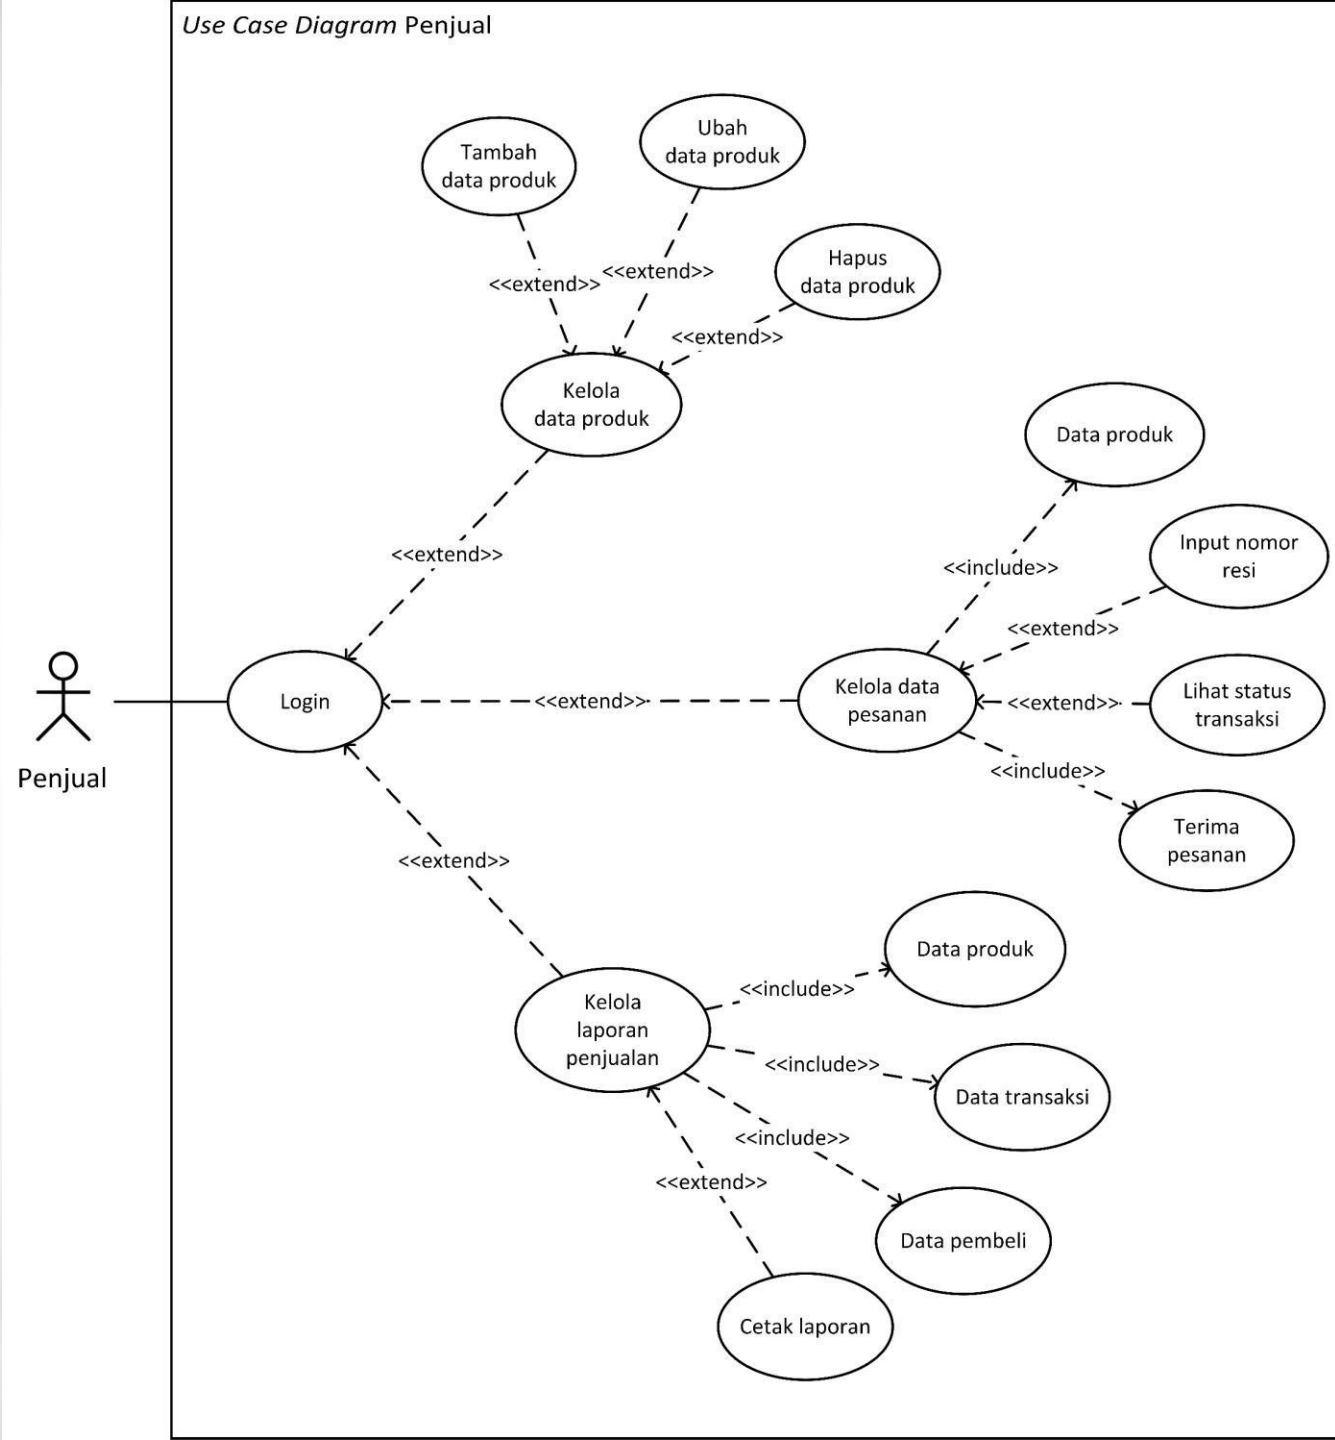 Use Case Diagram Penjual
Tambah
data produk
Ubah
data produk
Hapus
data produk
<<extend>>
<<extend>>
<<extend>>
Kelola
data produk
<<extend>>
Data produk
<<include>>
Input nomor
resi
<<extend>>
Penjual
Login
<<extend>>
Kelola data
pesanan
<<extend>>
Lihat status
transaksi
<<include>>
Terima
pesanan
<<extend>>
Kelola
laporan
penjualan
<<include>>
Data produk
<<include>>
Data transaksi
<<include>>
Data pembeli
<<extend>>
Cetak laporan